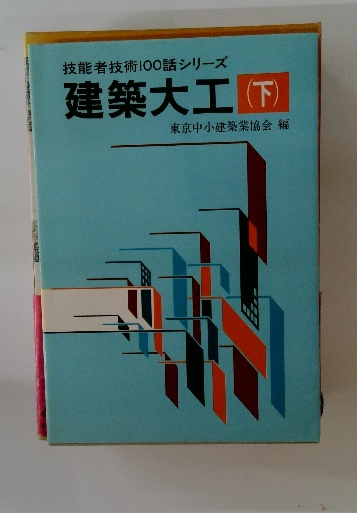 技能者技術100話シリーズ
建築大工(下)
東京中小建築業協会 編